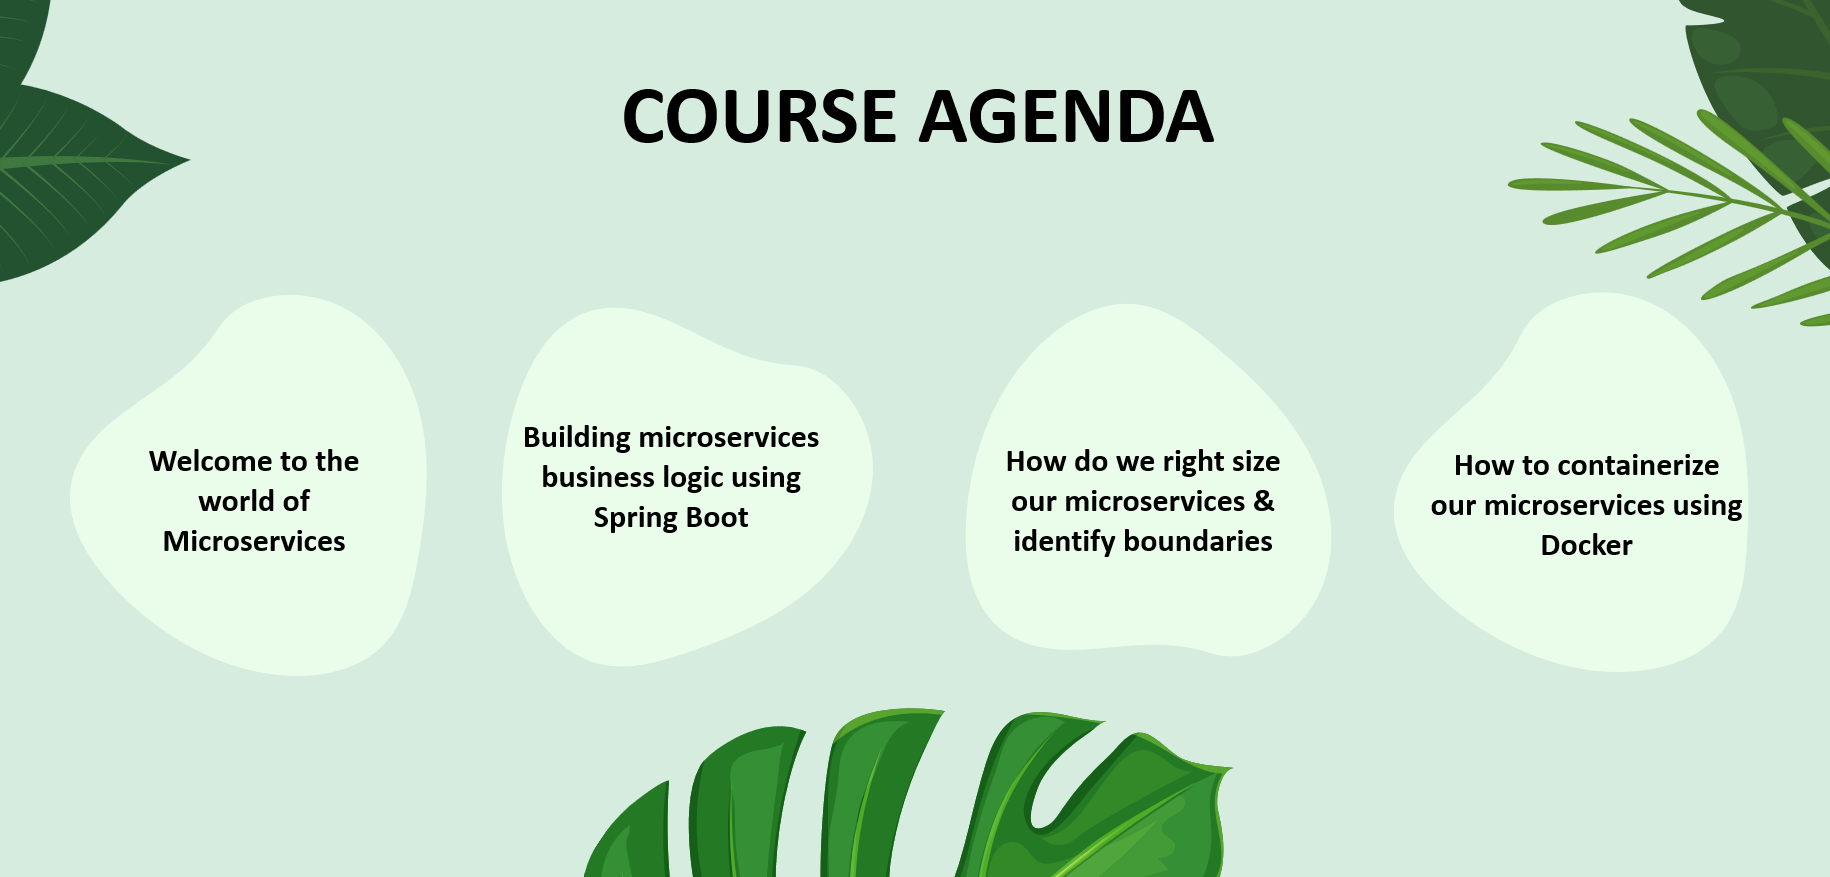 COURSE AGENDA
Welcome to the
world of
Microservices
Building microservices
business logic using
Spring Boot
How do we right size
our microservices &
identify boundaries
How to containerize
our microservices using
Docker